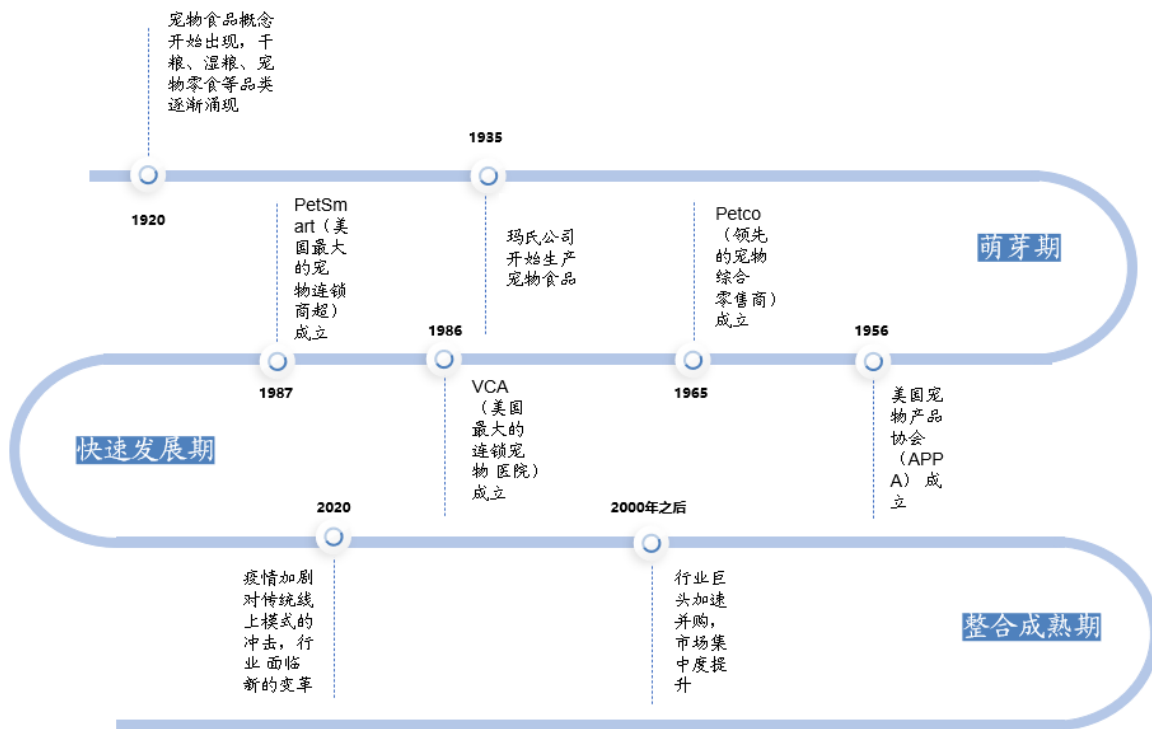 宠物食品概念
开始出现，干
粮、湿粮、宠
物零食等品类
逐渐涌现
1920
1935
玛氏公司
开始生产
宠物食品
萌芽期
PetSm
art（美
国最大
的宠
物连锁
商超）
成立
1987
1986
VCA
（美国
最大的
连锁宠
物 医院）
成立
Petco
（领先
的宠物
综合
零售商）
成立
1965
1956
美国宠
物产品
协会
（APP
A） 成
立
快速发展期
2020
疫情加剧
对传统线
上模式的
冲击，行
业 面临
新的变革
2000年之后
行业巨
头加速
并购，
市场集
中度提
升
整合成熟期